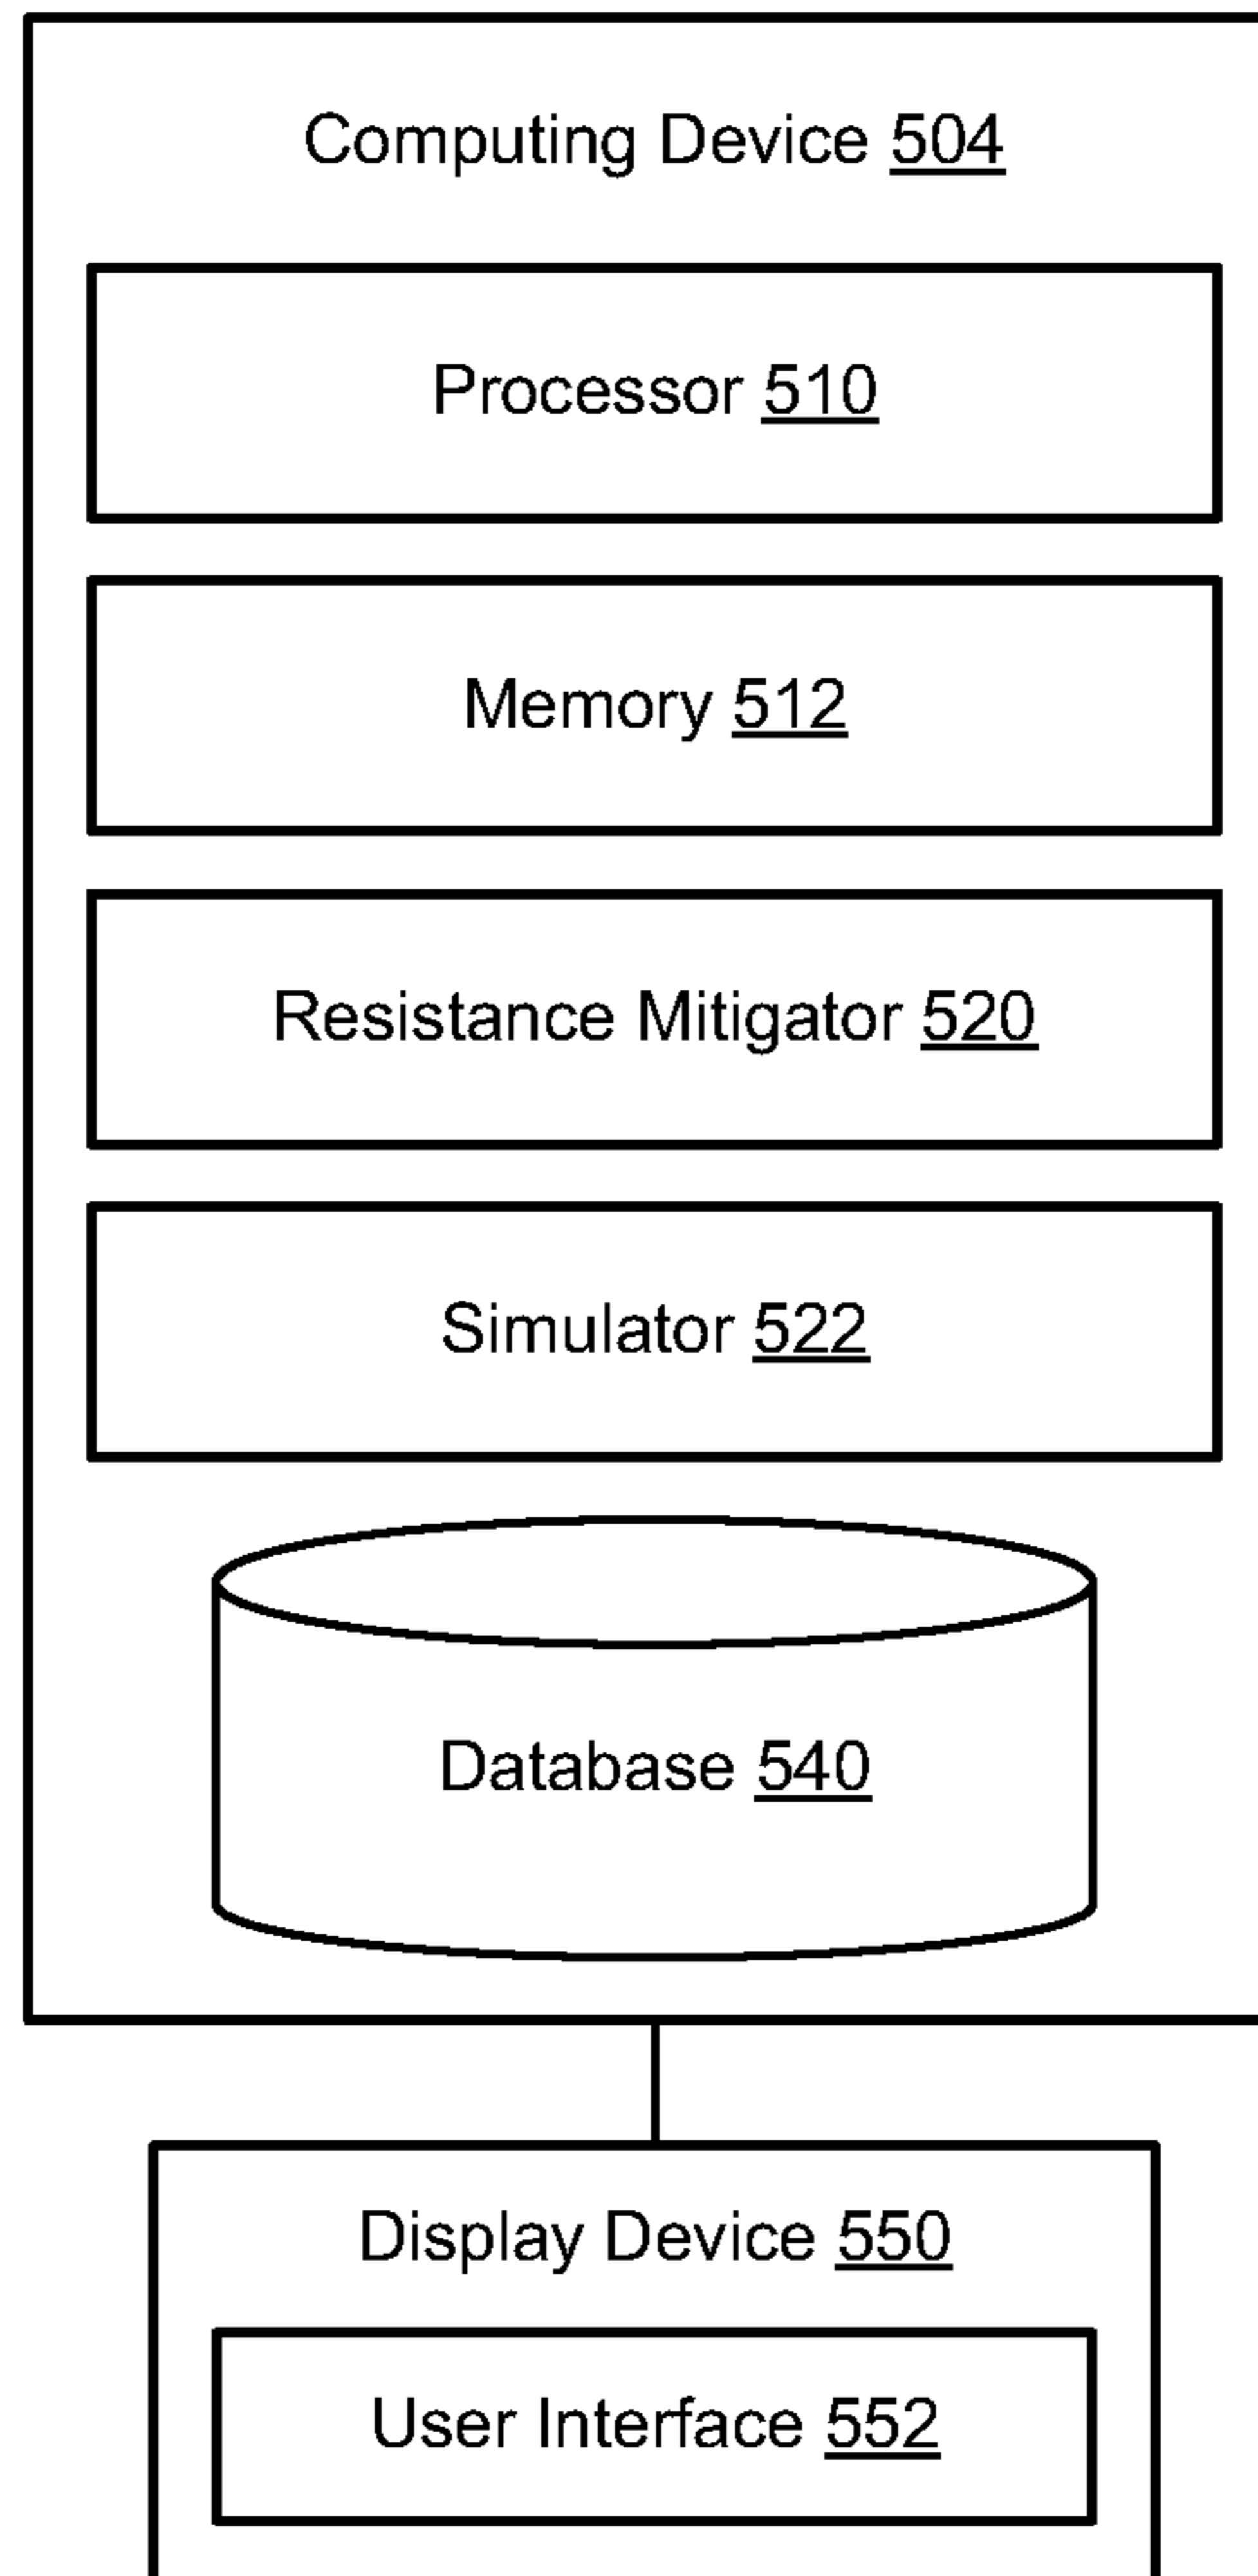 Computing Device 504
Processor 510
Memory 512
Resistance Mitigator 520
Simulator 522
Database 540
Display Device 550
User Interface 552